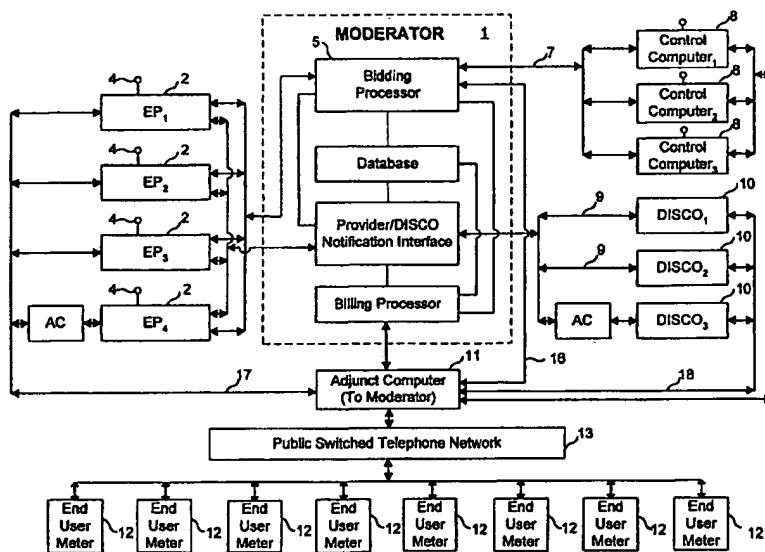 MODERATOR 1
5
Bidding
Processor
Database
Provider/DISCO
Notification Interface
Billing Processor
4
2
EP1
4
2
EP2
4
2
EP3
4
2
AC
EP4
7
8
Control
Computer1
8
Control
Computer2
8
Control
Computer3
9
10
DISCO1
9
10
DISCO2
10
AC
DISCO3
11
16
17
Adjunct Computer
(To Moderator)
18
Public Switched Telephone Network
13
End
User
Meter
12
End
User
Meter
12
End
User
Meter
12
End
User
Meter
12
End
User
Meter
12
End
User
Meter
12
End
User
Meter
12
End
User
Meter
12